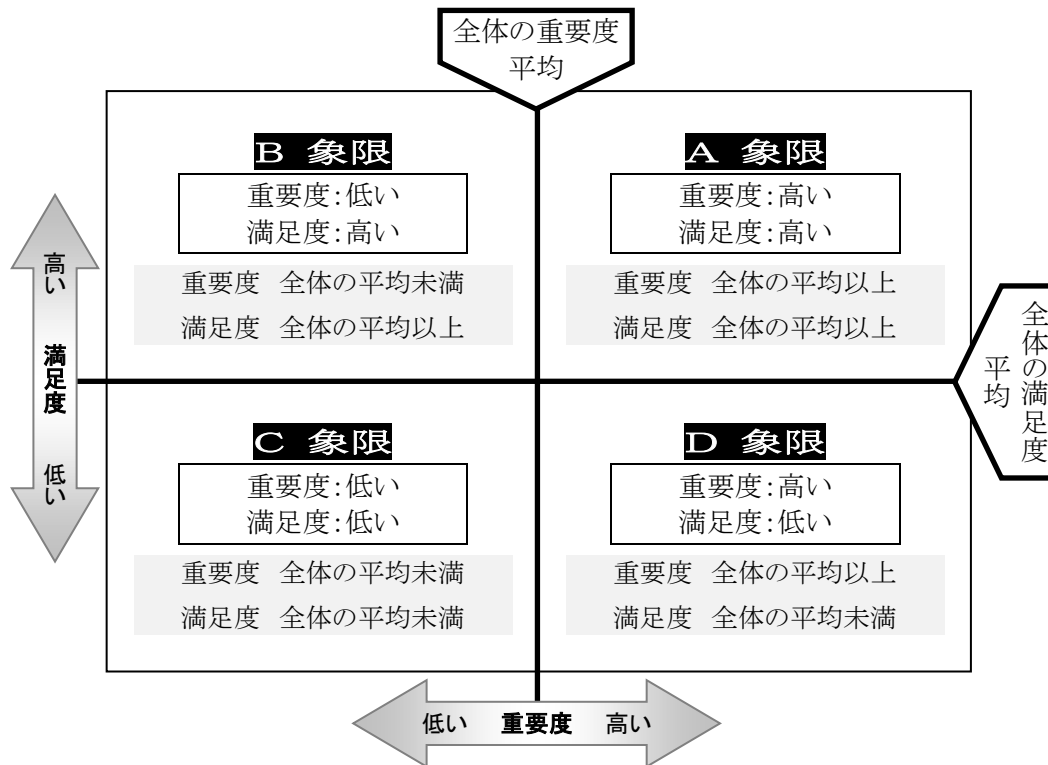 全体の重要度
平均
B 象限
重要度:低い
満足度:高い
重要度 全体の平均未満
満足度 全体の平均以上
A 象限
重要度:高い
満足度:高い
重要度 全体の平均以上
満足度 全体の平均以上
高い 満足度 低い
全体の満足度
平均
C 象限
重要度:低い
満足度:低い
重要度 全体の平均未満
満足度 全体の平均未満
D 象限
重要度:高い
満足度:低い
重要度 全体の平均以上
満足度 全体の平均未満
低い 重要度 高い